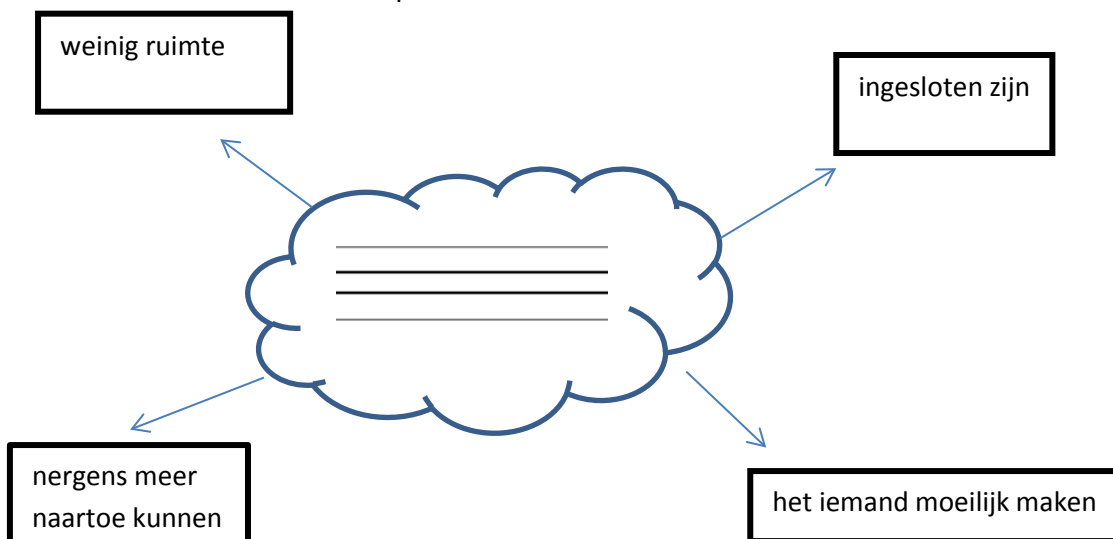 weinig ruimte
ingesloten zijn
nergens meer
naartoe kunnen
het iemand moeilijk maken